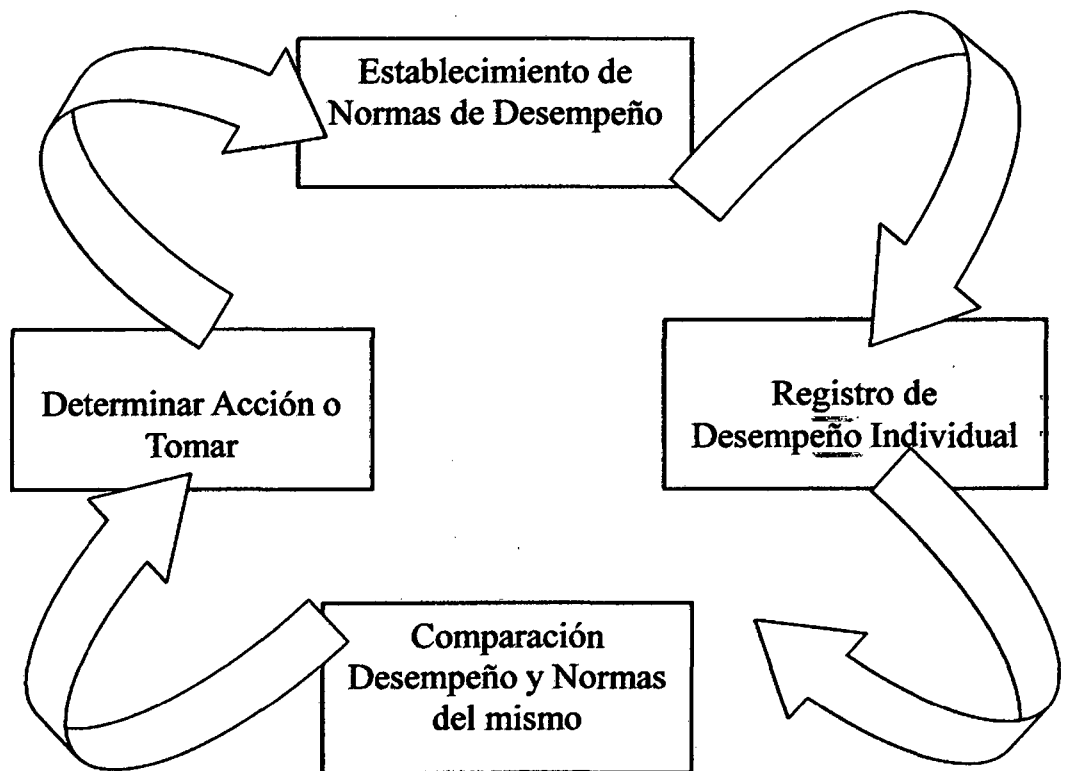 Establecimiento de
Normas de Desempeño
Determinar Acción o
Tomar
Registro de
Desempeño Individual
Comparación
Desempeño y Normas
del mismo